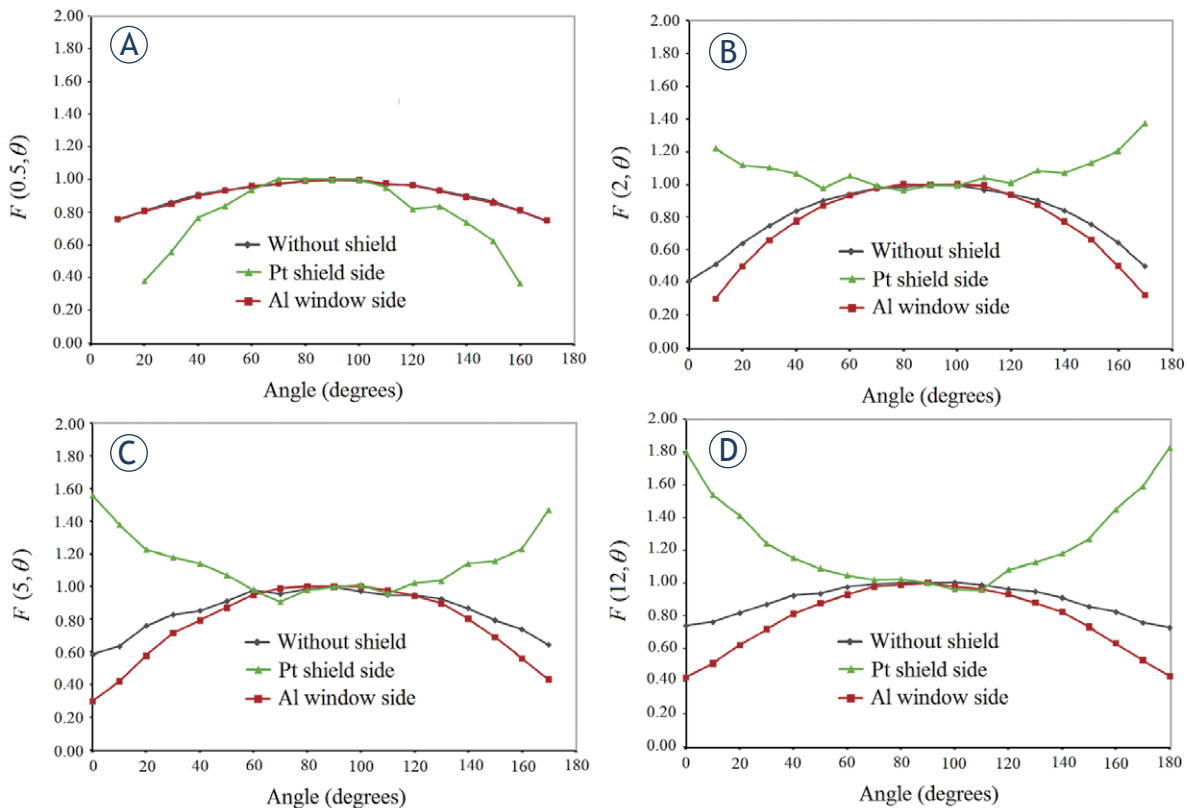 A
2.00
1.80
1.60
1.40
1.20
1.00
0.80
0.60
0.40
0.20
0.00
F (0.5, θ)
Without shield
Pt shield side
Al window side
0 20 40 60 80 100 120 140 160 180
Angle (degrees)
B
2.00
1.80
1.60
1.40
1.20
1.00
0.80
0.60
0.40
0.20
0.00
F (2, θ)
Without shield
Pt shield side
Al window side
0 20 40 60 80 100 120 140 160 180
Angle (degrees)
C
2.00
1.80
1.60
1.40
1.20
1.00
0.80
0.60
0.40
0.20
0.00
F (5, θ)
Without shield
Pt shield side
Al window side
0 20 40 60 80 100 120 140 160 180
Angle (degrees)
D
2.00
1.80
1.60
1.40
1.20
1.00
0.80
0.60
0.40
0.20
0.00
F (12, θ)
Without shield
Pt shield side
Al window side
0 20 40 60 80 100 120 140 160 180
Angle (degrees)